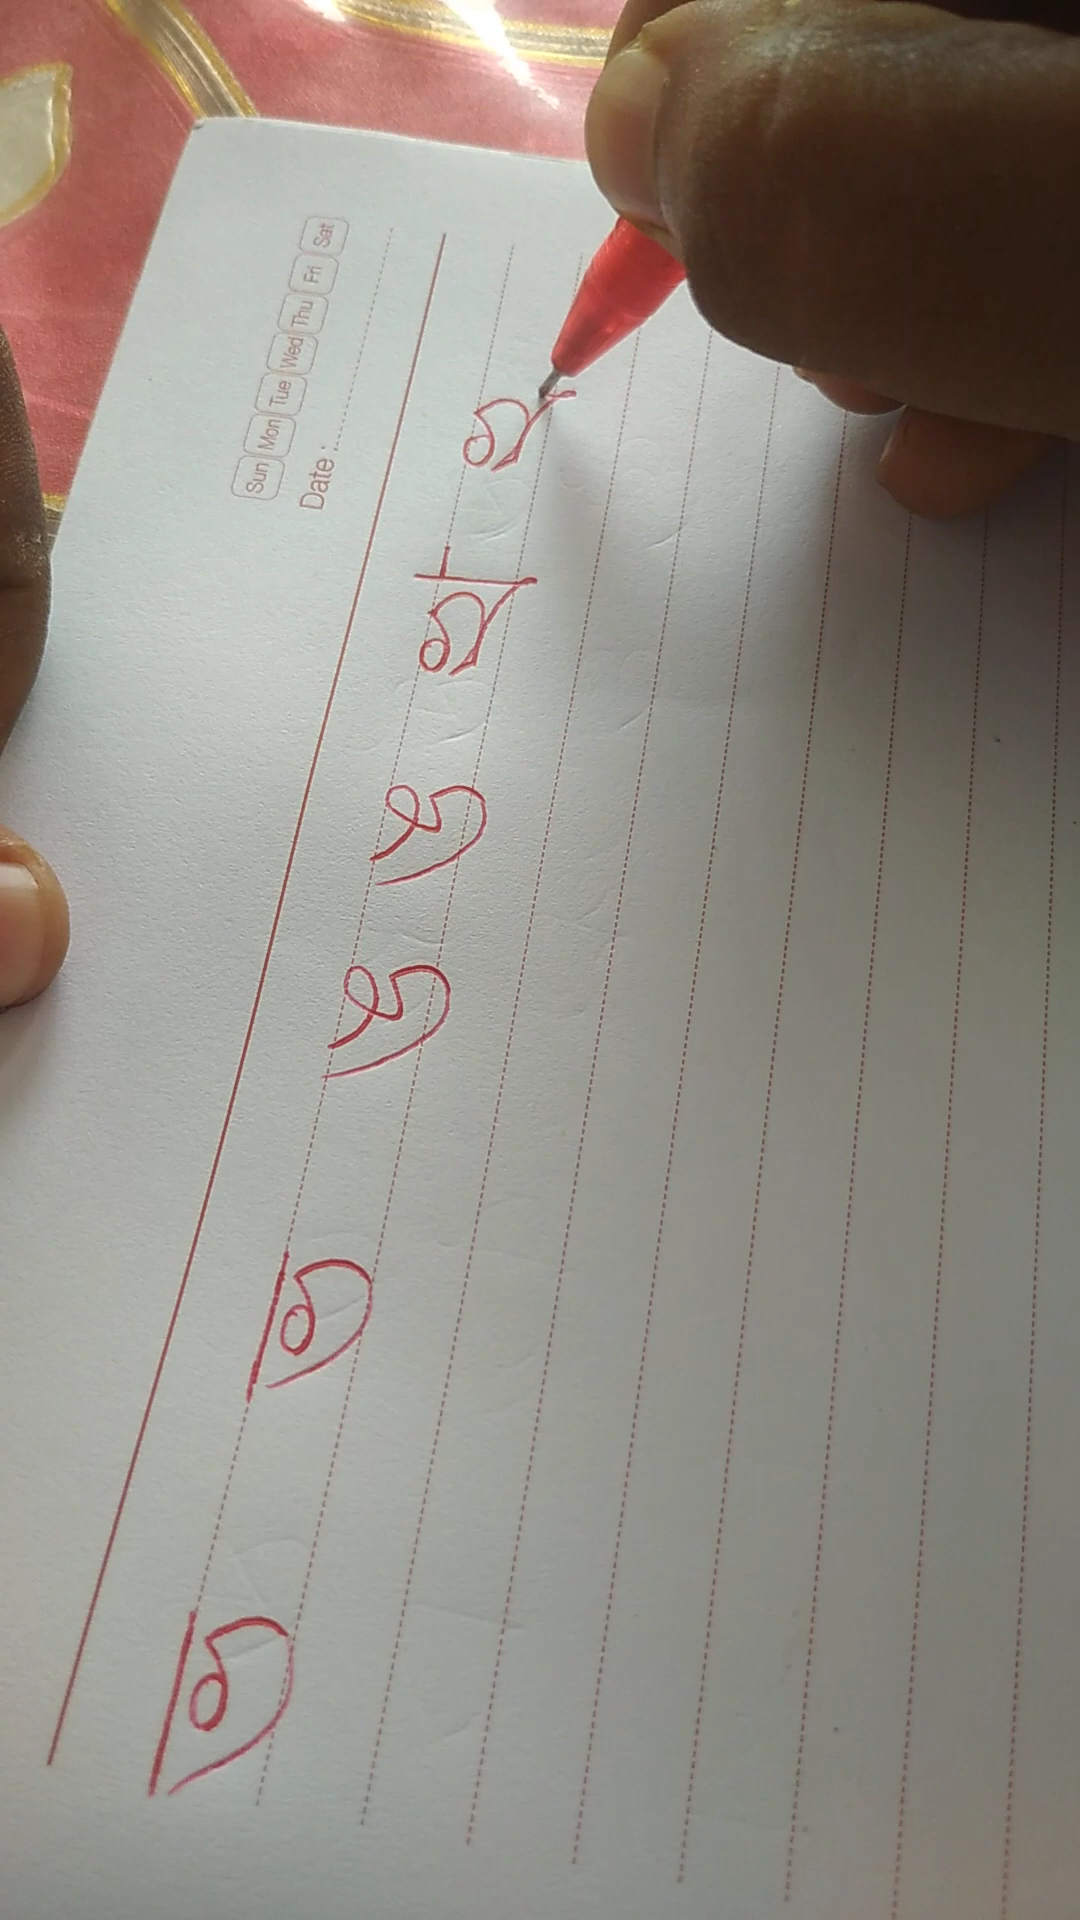 Sun Mon Tue Wed Thu Fri Sat
Date :
ত ত ও ও অ